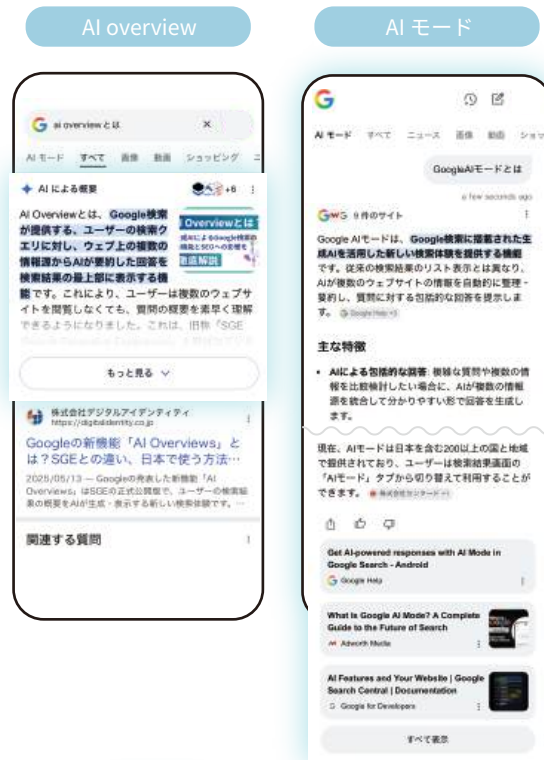 AI overview
ai overviewとは
×
AI モード すべて 画像 動画 ショッピング ニ
AI による概要
+6
AI Overviewとは、Google検索
が提供する、ユーザーの検索ク
エリに対し、ウェブ上の複数の
情報源からAIが要約した回答を
検索結果の最上部に表示する機
能です。これにより、ユーザーは複数のウェブサ
イトを閲覧しなくても、質問の概要を素早く理解
できるようになりました。これは、旧称「SGE
I Overviewとは?
徹底解説
もっと見る
株式会社デジタルアイデンティティ
https://digitalidentity.co.jp
Googleの新機能「AI Overviews」と
は?SGEとの違い、日本で使う方法…
2025/05/13 — Googleの発表した新機能「AI
Overviews」はSGEの正式公開版で、ユーザーの検索結
果の概要をAIが生成・表示する新しい検索体験です。…
関連する質問
AI モード
AI モード すべて ニュース 画像 動画 ショッ
GoogleAIモードとは
a few seconds ago
GWG 9 件のサイト
Google AIモードは、Google検索に搭載された生
成AIを活用した新しい検索体験を提供する機能
です。従来の検索結果のリスト表示とは異なり、
AIが複数のウェブサイトの情報を自動的に整理・
要約し、質問に対する包括的な回答を提示しま
す。 Google Help +3
主な特徴
• AIによる包括的な回答: 複雑な質問や複数の情
報を比較検討したい場合に、AIが複数の情報
源を統合して分かりやすい形で回答を生成し
ます。
現在、AIモードは日本を含む200以上の国と地域
で提供されており、ユーザーは検索結果画面の
「AIモード」タブから切り替えて利用することが
できます。
Get AI-powered responses with AI Mode in
Google Search - Android
Google Help
What Is Google AI Mode? A Complete
Guide to the Future of Search
Adworth Media
AI Features and Your Website | Google
Search Central | Documentation
Google for Developers
すべて表示